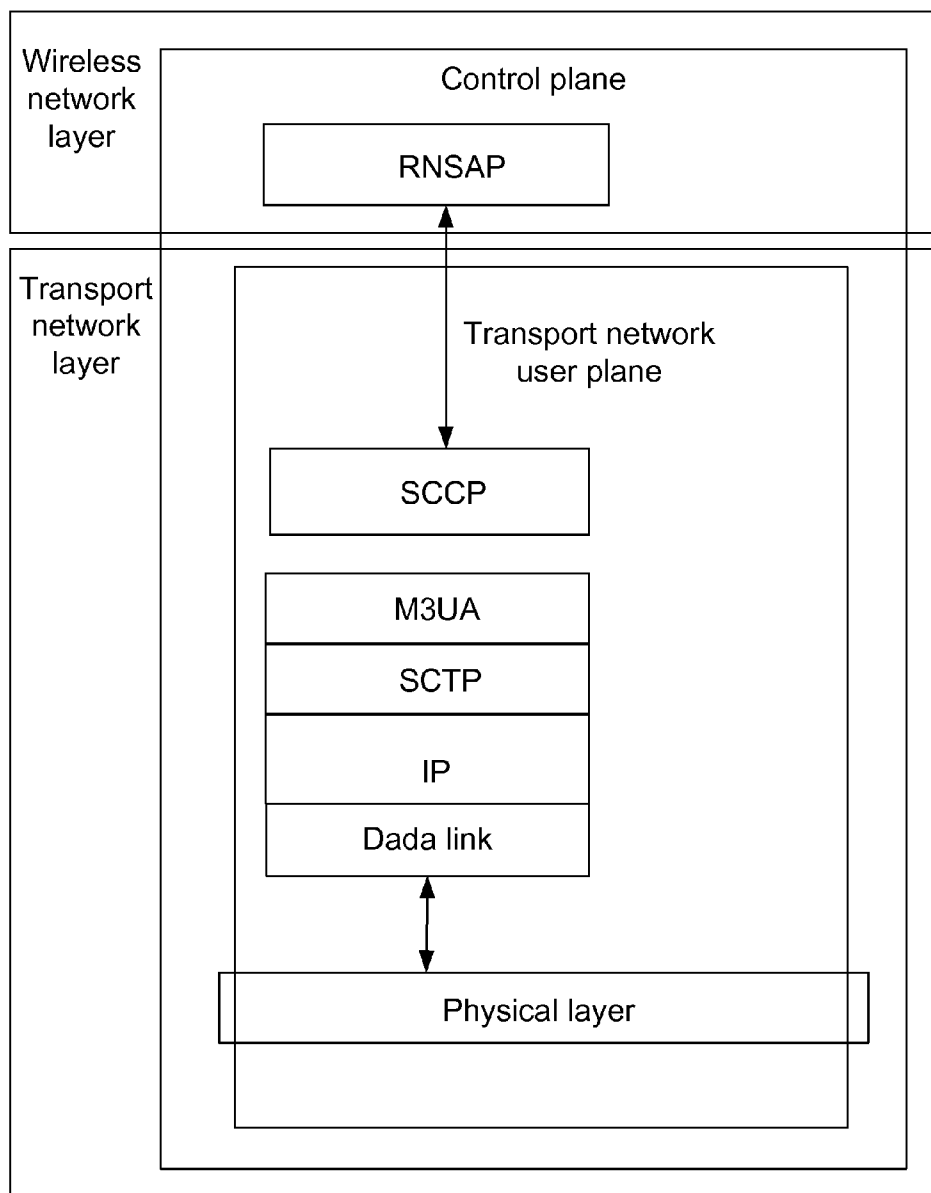 Wireless
network
layer
Control plane
RNSAP
Transport
network
layer
Transport network
user plane
SCCP
M3UA
SCTP
IP
Dada link
Physical layer